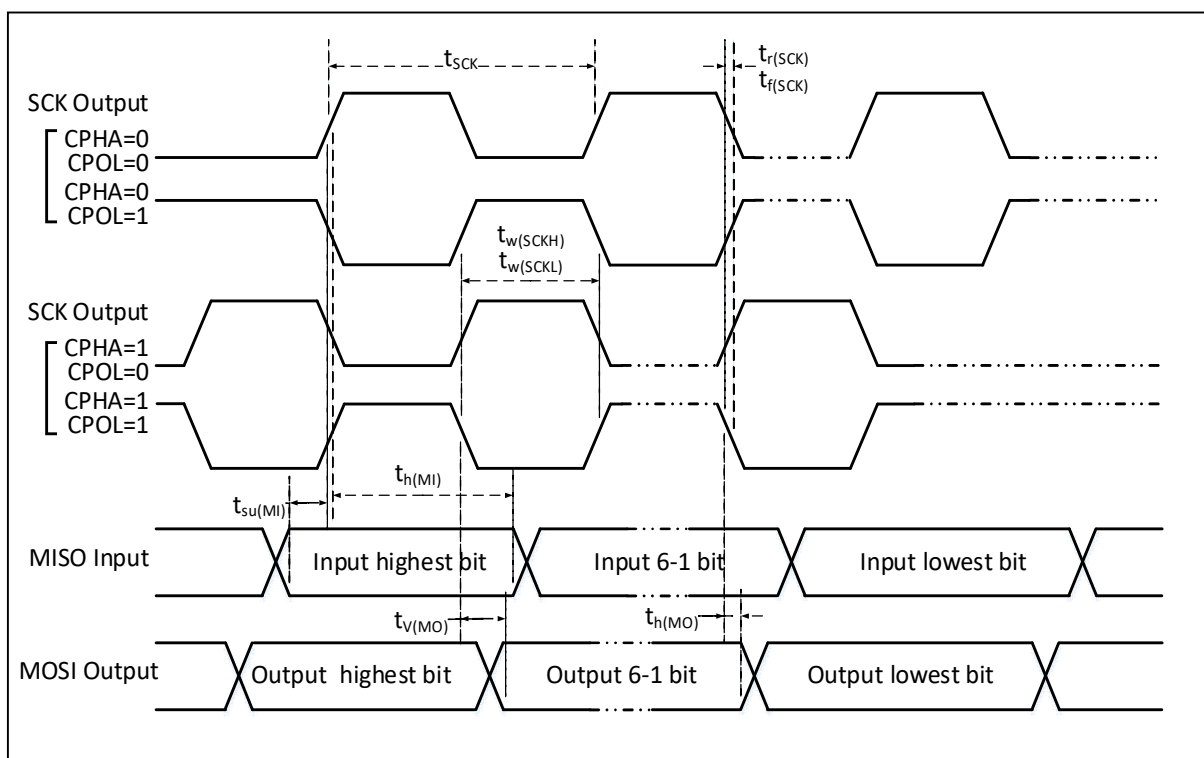 tSCK
tr(SCK)
tf(SCK)
SCK Output
CPHA=0
CPOL=0
CPHA=0
CPOL=1
tw(SCKH)
tw(SCKL)
SCK Output
CPHA=1
CPOL=0
CPHA=1
CPOL=1
th(MI)
tsu(MI)
MISO Input
Input highest bit
Input 6-1 bit
Input lowest bit
tV(MO)
th(MO)
MOSI Output
Output highest bit
Output 6-1 bit
Output lowest bit